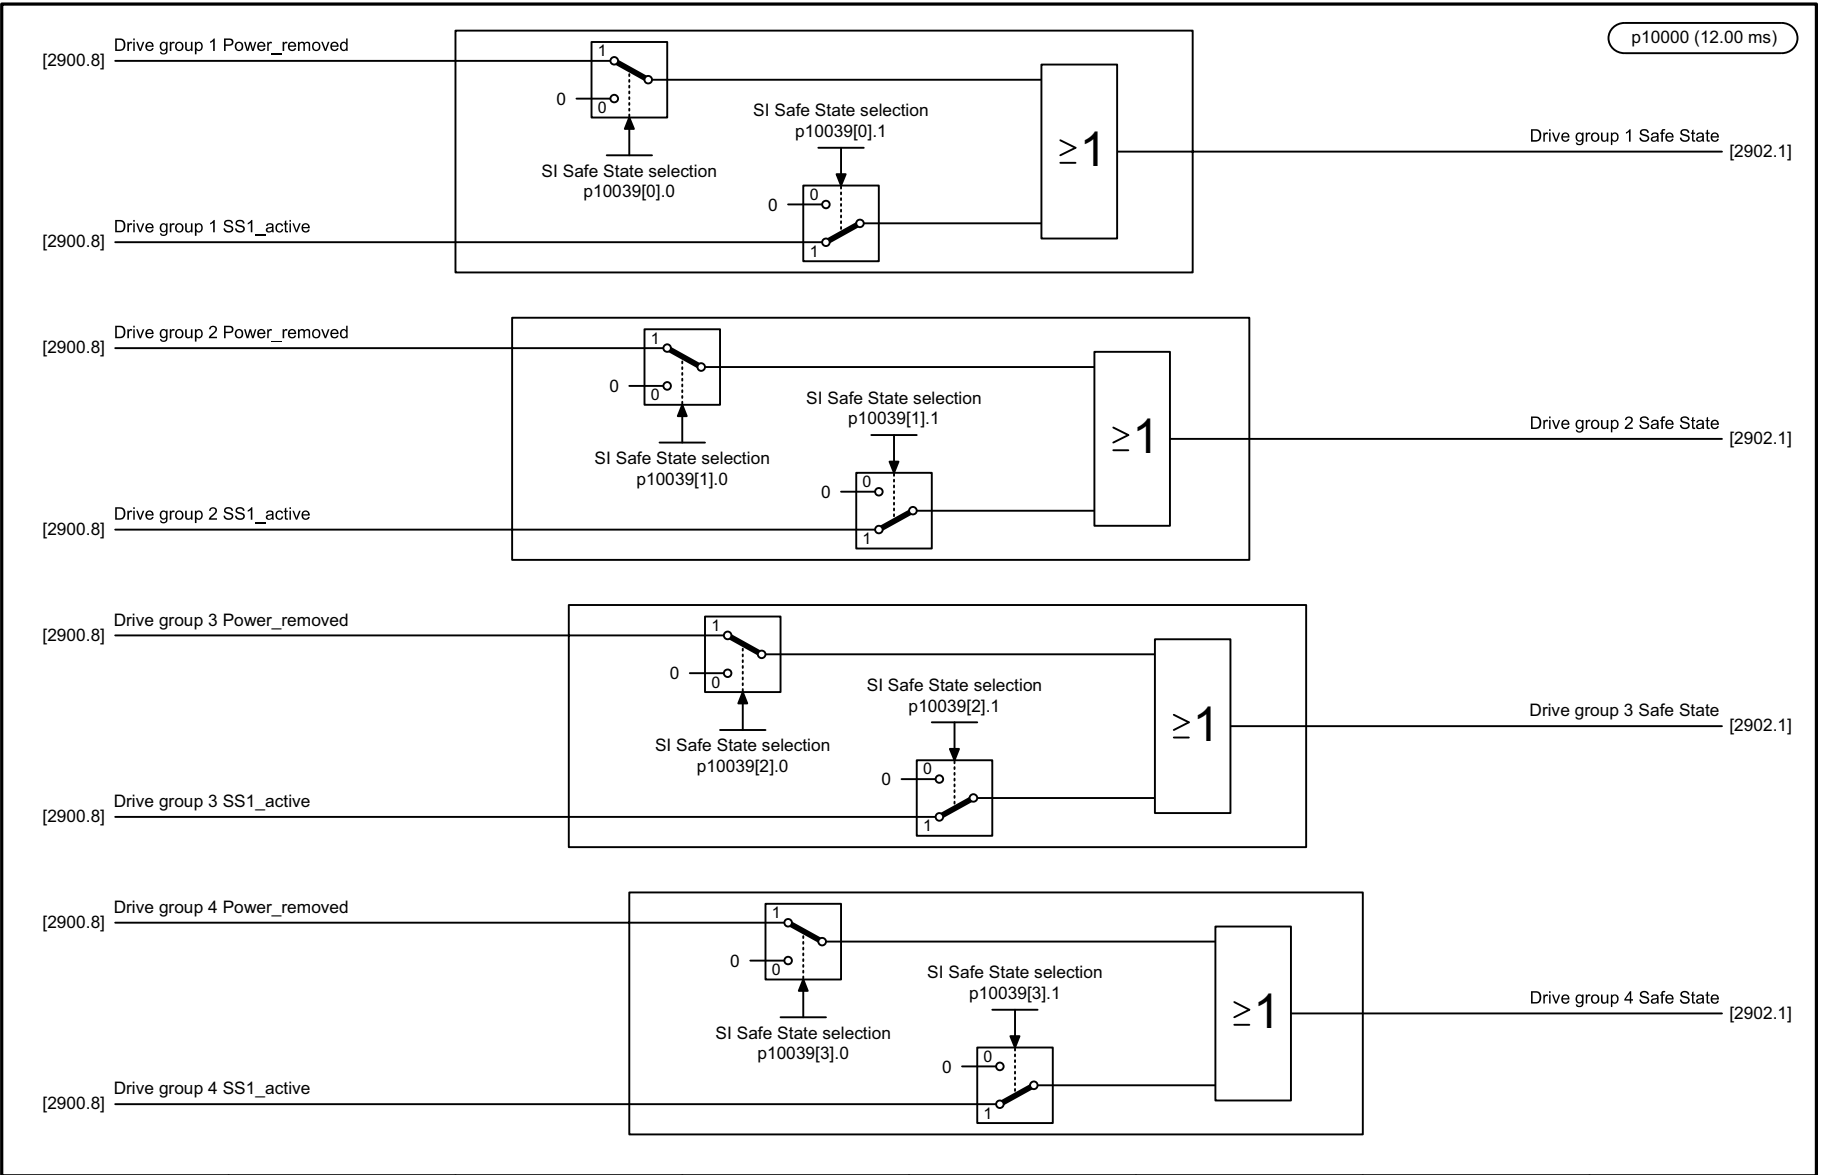 p10000 (12.00 ms)
Drive group 1 Power_removed
[2900.8]
1
0
0
SI Safe State selection
p10039[0].0
SI Safe State selection
p10039[0].1
0
0
1
≥1
Drive group 1 Safe State
[2902.1]
Drive group 1 SS1_active
[2900.8]
Drive group 2 Power_removed
[2900.8]
1
0
0
SI Safe State selection
p10039[1].0
SI Safe State selection
p10039[1].1
0
0
1
≥1
Drive group 2 Safe State
[2902.1]
Drive group 2 SS1_active
[2900.8]
Drive group 3 Power_removed
[2900.8]
1
0
0
SI Safe State selection
p10039[2].0
SI Safe State selection
p10039[2].1
0
0
1
≥1
Drive group 3 Safe State
[2902.1]
Drive group 3 SS1_active
[2900.8]
Drive group 4 Power_removed
[2900.8]
1
0
0
SI Safe State selection
p10039[3].0
SI Safe State selection
p10039[3].1
0
0
1
≥1
Drive group 4 Safe State
[2902.1]
Drive group 4 SS1_active
[2900.8]